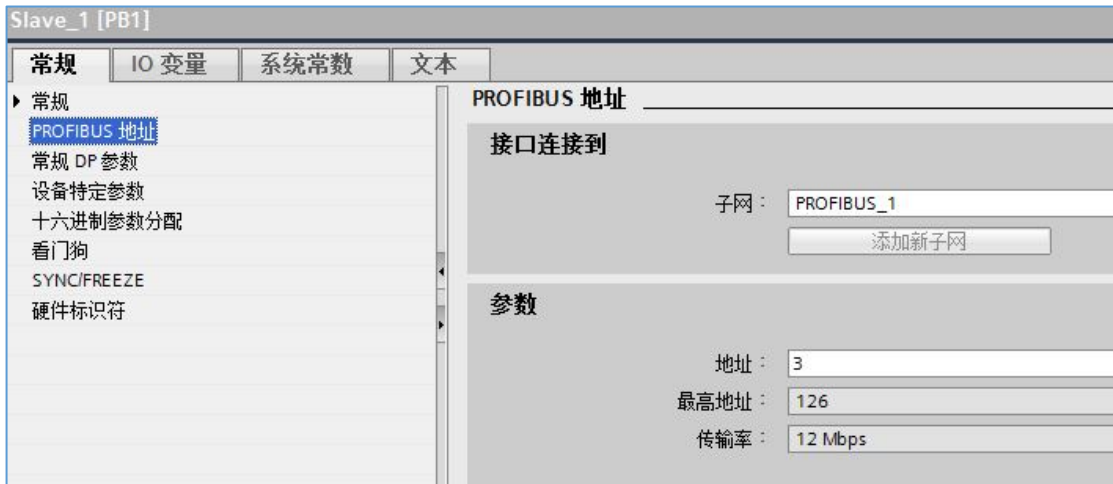 Slave_1 [PB1]
常规 IO 变量 系统常数 文本
常规
PROFIBUS 地址
常规 DP 参数
设备特定参数
十六进制参数分配
看门狗
SYNC/FREEZE
硬件标识符
PROFIBUS 地址
接口连接到
子网： PROFIBUS_1
添加新子网
参数
地址： 3
最高地址： 126
传输率： 12 Mbps